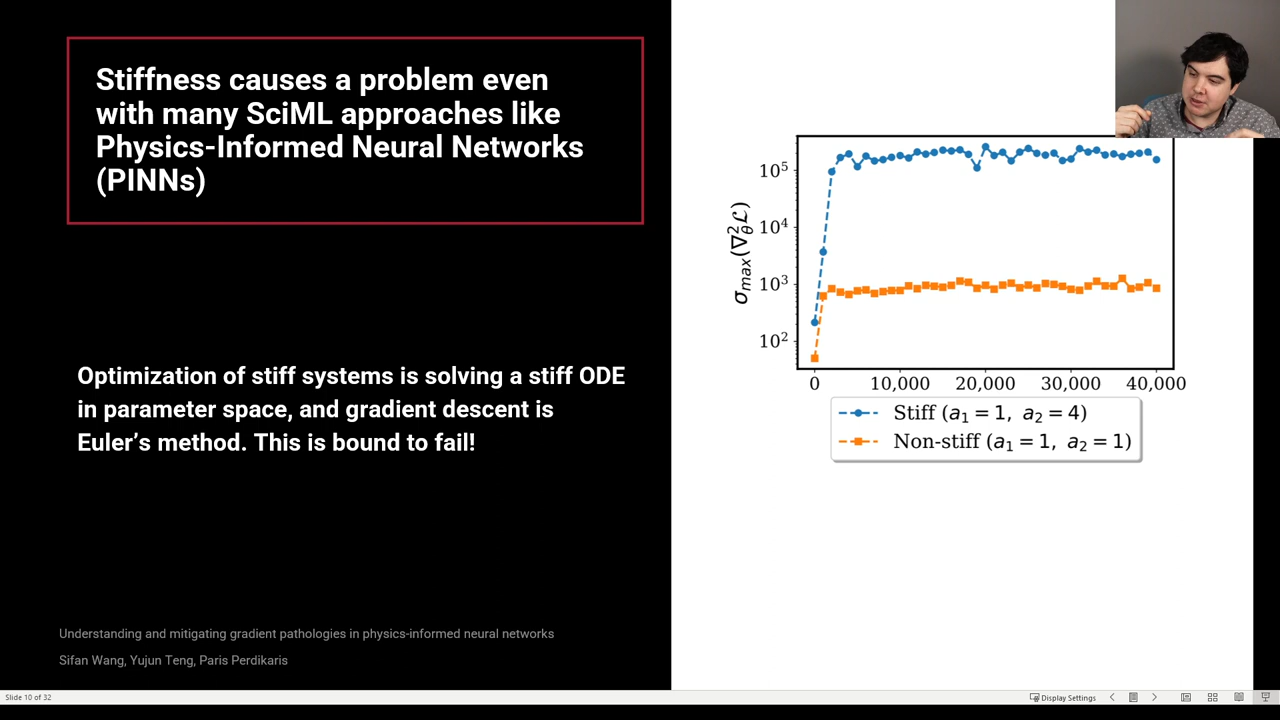 Stiffness causes a problem even
with many SciML approaches like
Physics-Informed Neural Networks
(PINNs)
Optimization of stiff systems is solving a stiff ODE
in parameter space, and gradient descent is
Euler’s method. This is bound to fail!
Understanding and mitigating gradient pathologies in physics-informed neural networks
Sifan Wang, Yujun Teng, Paris Perdikaris
σ_max(∇²_θ ℒ)
10⁵
10⁴
10³
10²
0 10,000 20,000 30,000 40,000
Stiff (a₁ = 1, a₂ = 4)
Non-stiff (a₁ = 1, a₂ = 1)
Slide 10 of 32
Display Settings